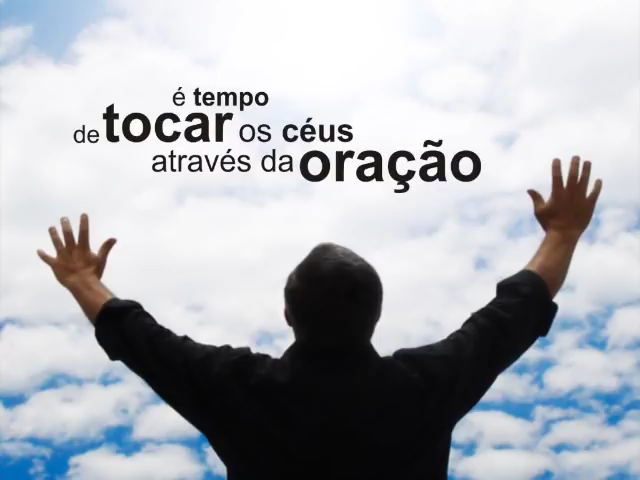 é tempo
de tocar os céus
através da oração